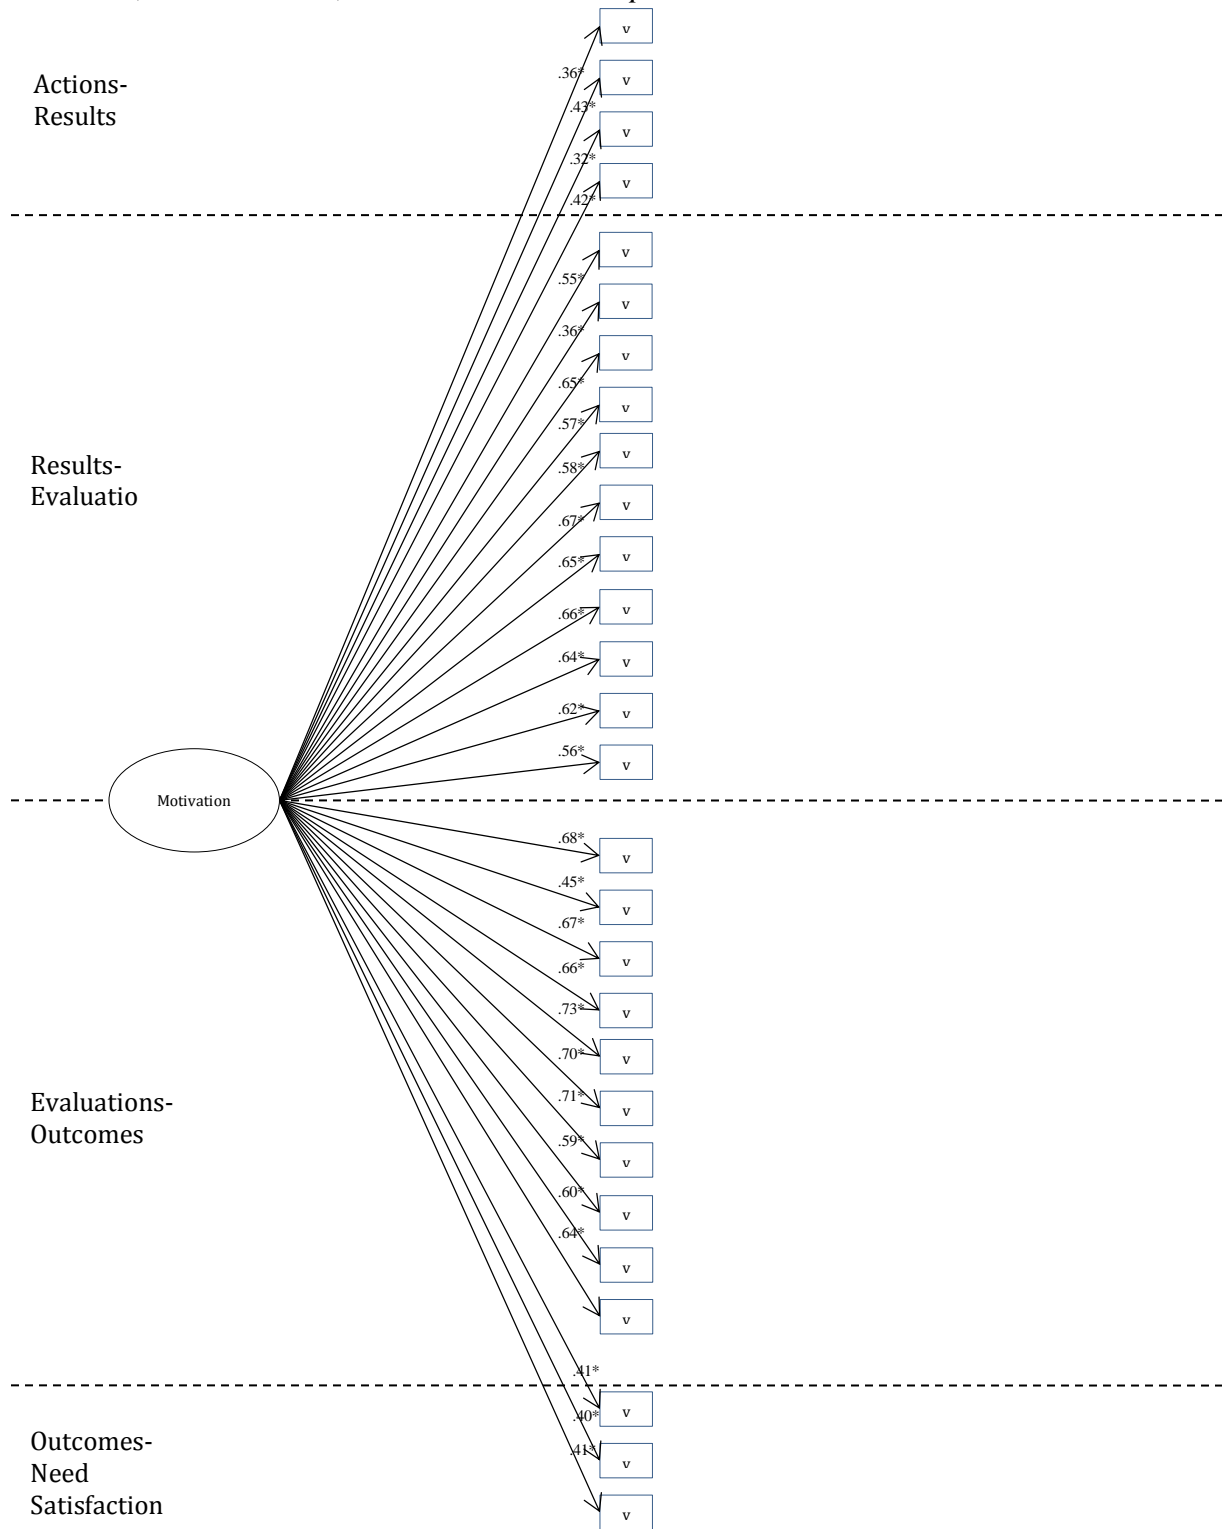 v
.36*
v
Actions-
Results
.43*
v
.32*
v
.42*
v
.55*
v
.36*
v
.65*
v
.57*
v
Results-
Evaluatio
.58*
v
.67*
v
.65*
v
.66*
v
.64*
v
.62*
v
.56*
v
Motivation
.68*
v
.45*
v
.67*
v
.66*
.73*
v
.70*
v
.71*
v
Evaluations-
Outcomes
.59*
v
.60*
v
.64*
v
v
.41*
v
.40*
Outcomes-
Need
Satisfaction
.41*
v
v